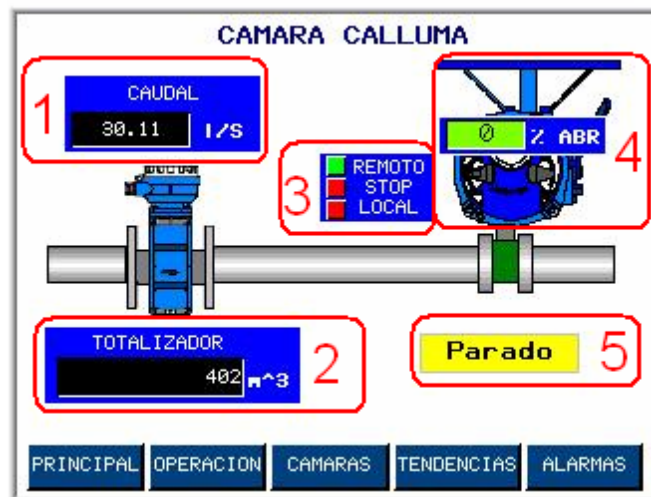 CAMARA CALLUMA
1
CAUDAL
30.11 l/S
3
REMOTO
STOP
LOCAL
0 % ABR
4
TOTALIZADOR
402 m^3
2
Parado
5
PRINCIPAL
OPERACION
CAMARAS
TENDENCIAS
ALARMAS